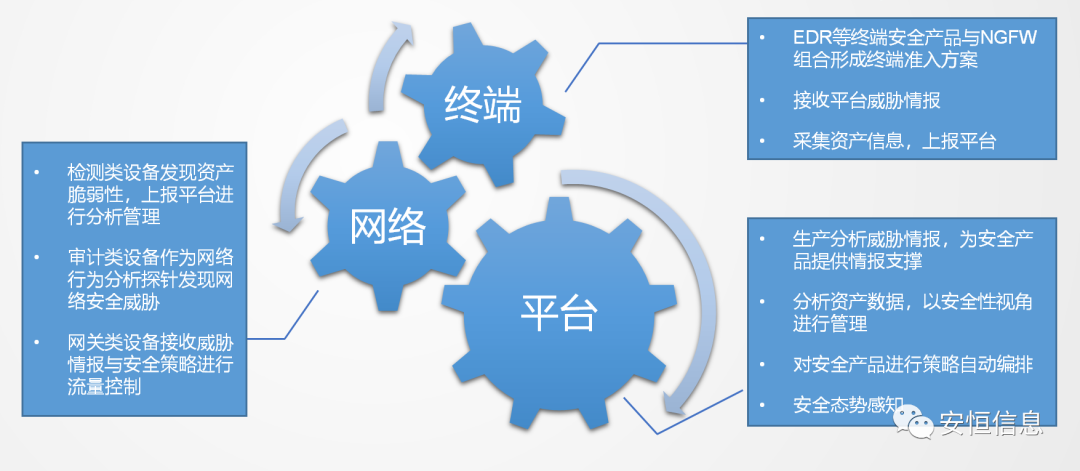 终端
网络
平台
EDR等终端安全产品与NGFW
组合形成终端准入方案
接收平台威胁情报
采集资产信息，上报平台
检测类设备发现资产
脆弱性，上报平台进
行分析管理
审计类设备作为网络
行为分析探针发现网
络安全威胁
网关类设备接收威胁
情报与安全策略进行
流量控制
生产分析威胁情报，为安全产
品提供情报支撑
分析资产数据，以安全性视角
进行管理
对安全产品进行策略自动编排
安全态势感知
安恒信息